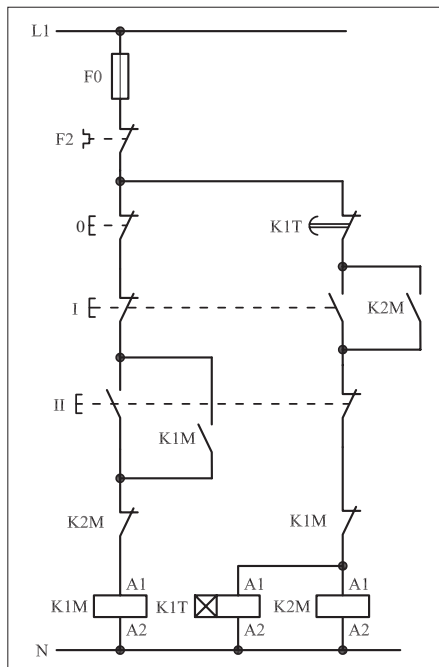 L1
F0
F2
0
K1T
I
K2M
II
K1M
K2M
K1M
A1 A1 A1
K1M K1T K2M
A2 A2 A2
N